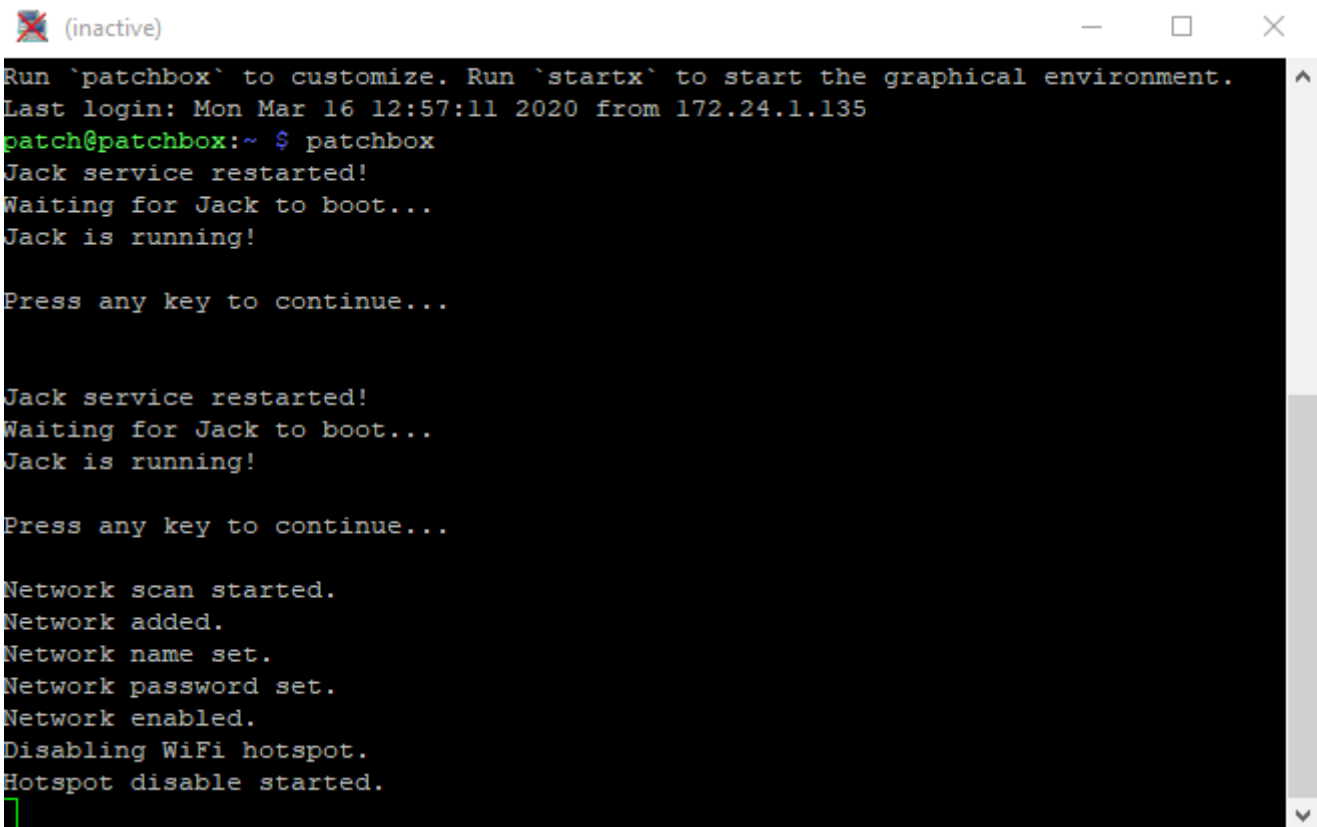 (inactive)
Run `patchbox` to customize. Run `startx` to start the graphical environment.
Last login: Mon Mar 16 12:57:11 2020 from 172.24.1.135
patch@patchbox:~ $ patchbox
Jack service restarted!
Waiting for Jack to boot...
Jack is running!
Press any key to continue...
Jack service restarted!
Waiting for Jack to boot...
Jack is running!
Press any key to continue...
Network scan started.
Network added.
Network name set.
Network password set.
Network enabled.
Disabling WiFi hotspot.
Hotspot disable started.